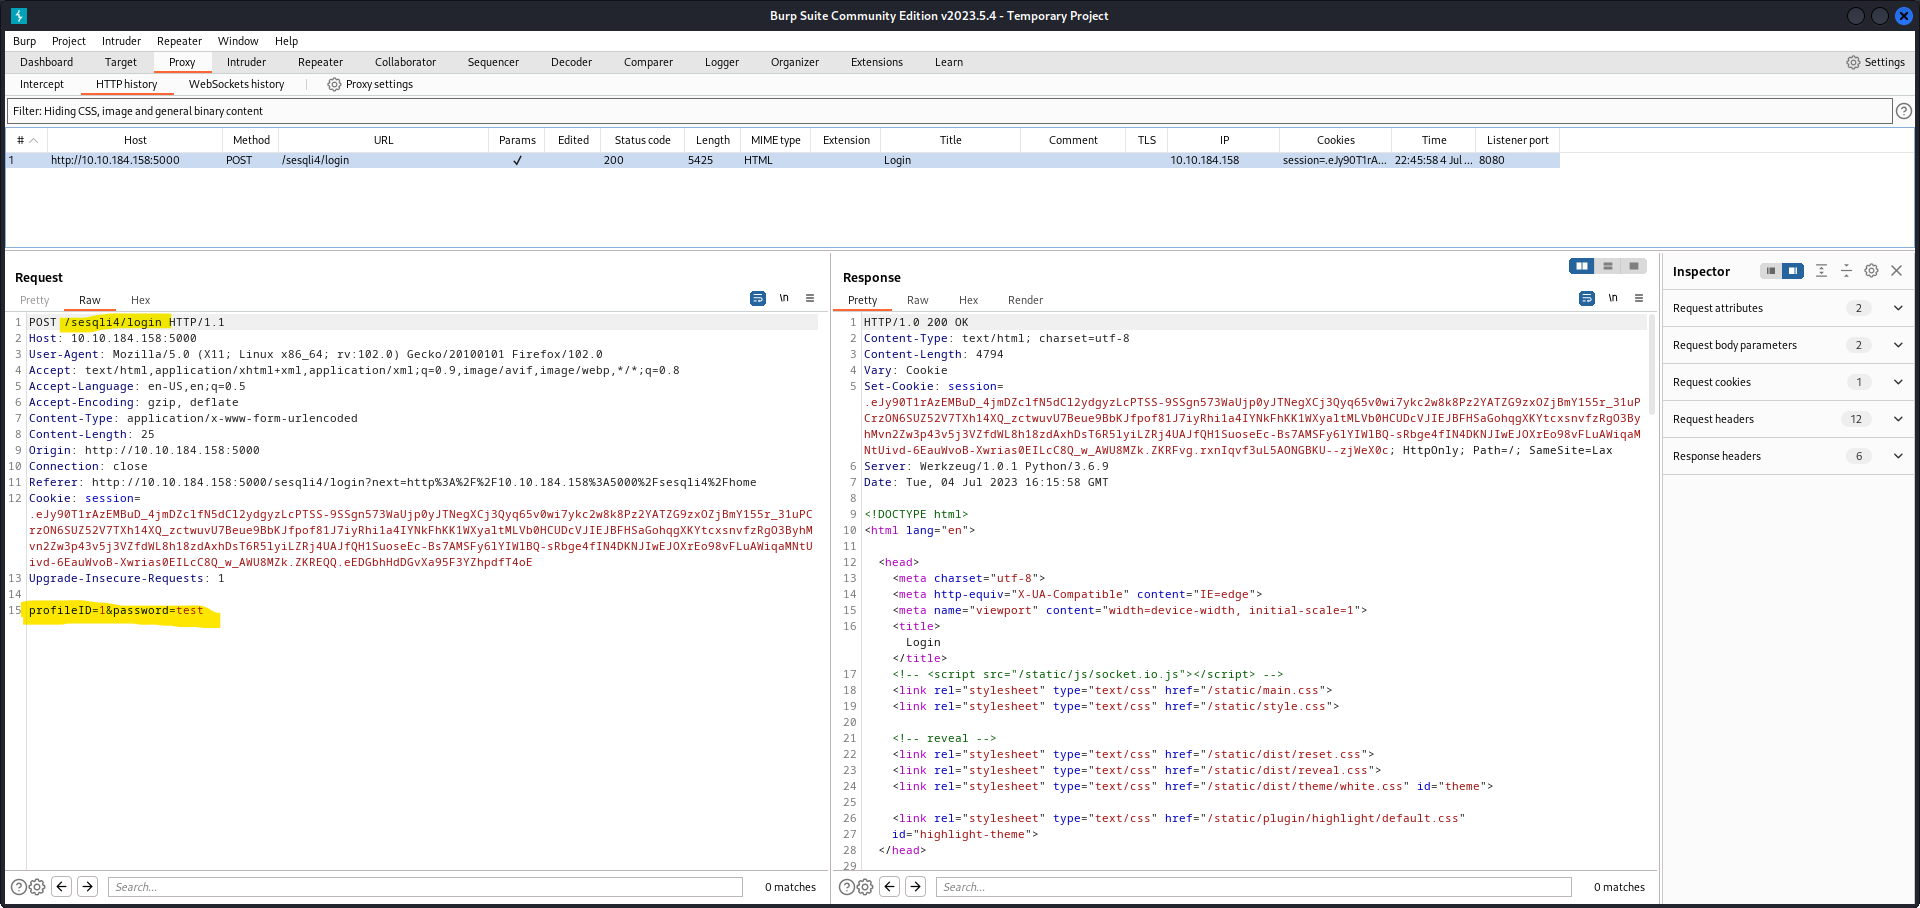 Burp Suite Community Edition v2023.5.4 - Temporary Project
Burp Project Intruder Repeater Window Help
Dashboard Target Proxy Intruder Repeater Collaborator Sequencer Decoder Comparer Logger Organizer Extensions Learn Settings
Intercept HTTP history WebSockets history Proxy settings
Filter: Hiding CSS, image and general binary content
# Host Method URL Params Edited Status code Length MIME type Extension Title Comment TLS IP Cookies Time Listener port
1 http://10.10.184.158:5000 POST /sesqli4/login ✓ 200 5425 HTML Login 10.10.184.158 session=.eJy90T1rA... 22:45:58 4 Jul ... 8080
Request
Pretty Raw Hex
\n
1 POST /sesqli4/login HTTP/1.1
2 Host: 10.10.184.158:5000
3 User-Agent: Mozilla/5.0 (X11; Linux x86_64; rv:102.0) Gecko/20100101 Firefox/102.0
4 Accept: text/html,application/xhtml+xml,application/xml;q=0.9,image/avif,image/webp,*/*;q=0.8
5 Accept-Language: en-US,en;q=0.5
6 Accept-Encoding: gzip, deflate
7 Content-Type: application/x-www-form-urlencoded
8 Content-Length: 25
9 Origin: http://10.10.184.158:5000
10 Connection: close
11 Referer: http://10.10.184.158:5000/sesqli4/login?next=http%3A%2F%2F10.10.184.158%3A5000%2Fsesqli4%2Fhome
12 Cookie: session=
13 Upgrade-Insecure-Requests: 1
14
15 profileID=1&password=test
Search...
0 matches
Response
Pretty Raw Hex Render
\n
1 HTTP/1.0 200 OK
2 Content-Type: text/html; charset=utf-8
3 Content-Length: 4794
4 Vary: Cookie
5 Set-Cookie: session=
HttpOnly; Path=/; SameSite=Lax
6 Server: Werkzeug/1.0.1 Python/3.6.9
7 Date: Tue, 04 Jul 2023 16:15:58 GMT
8
9 <!DOCTYPE html>
10 <html lang="en">
11
12 <head>
13 <meta charset="utf-8">
14 <meta http-equiv="X-UA-Compatible" content="IE=edge">
15 <meta name="viewport" content="width=device-width, initial-scale=1">
16 <title>
Login
</title>
17 <!-- <script src="/static/js/socket.io.js"></script> -->
18 <link rel="stylesheet" type="text/css" href="/static/main.css">
19 <link rel="stylesheet" type="text/css" href="/static/style.css">
20
21 <!-- reveal -->
22 <link rel="stylesheet" type="text/css" href="/static/dist/reset.css">
23 <link rel="stylesheet" type="text/css" href="/static/dist/reveal.css">
24 <link rel="stylesheet" type="text/css" href="/static/dist/theme/white.css" id="theme">
25
26 <link rel="stylesheet" type="text/css" href="/static/plugin/highlight/default.css"
27 id="highlight-theme">
28 </head>
29
Search...
0 matches
Inspector
Request attributes 2
Request body parameters 2
Request cookies 1
Request headers 12
Response headers 6